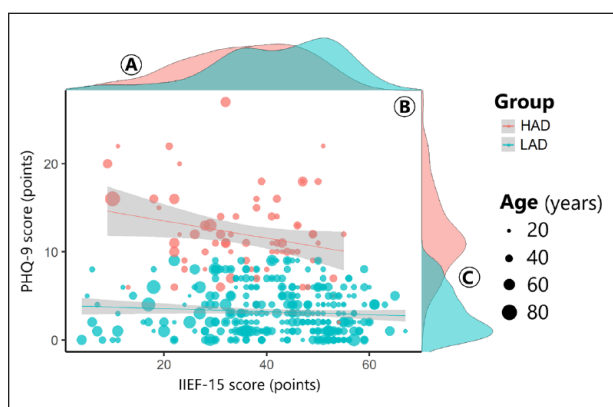 A
B
Group
HAD
LAD
PHQ-9 score (points)
20
10
0
C
Age (years)
20
40
60
80
20
40
60
IIEF-15 score (points)